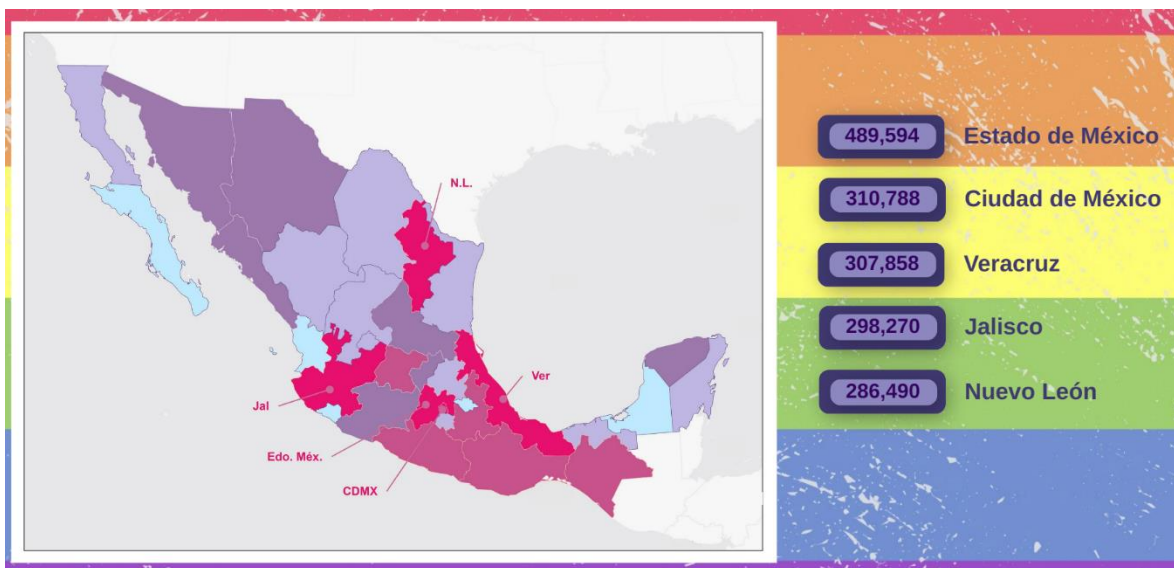 N.L.
Ver
Jal
Edo. Méx.
CDMX
489,594 Estado de México
310,788 Ciudad de México
307,858 Veracruz
298,270 Jalisco
286,490 Nuevo León